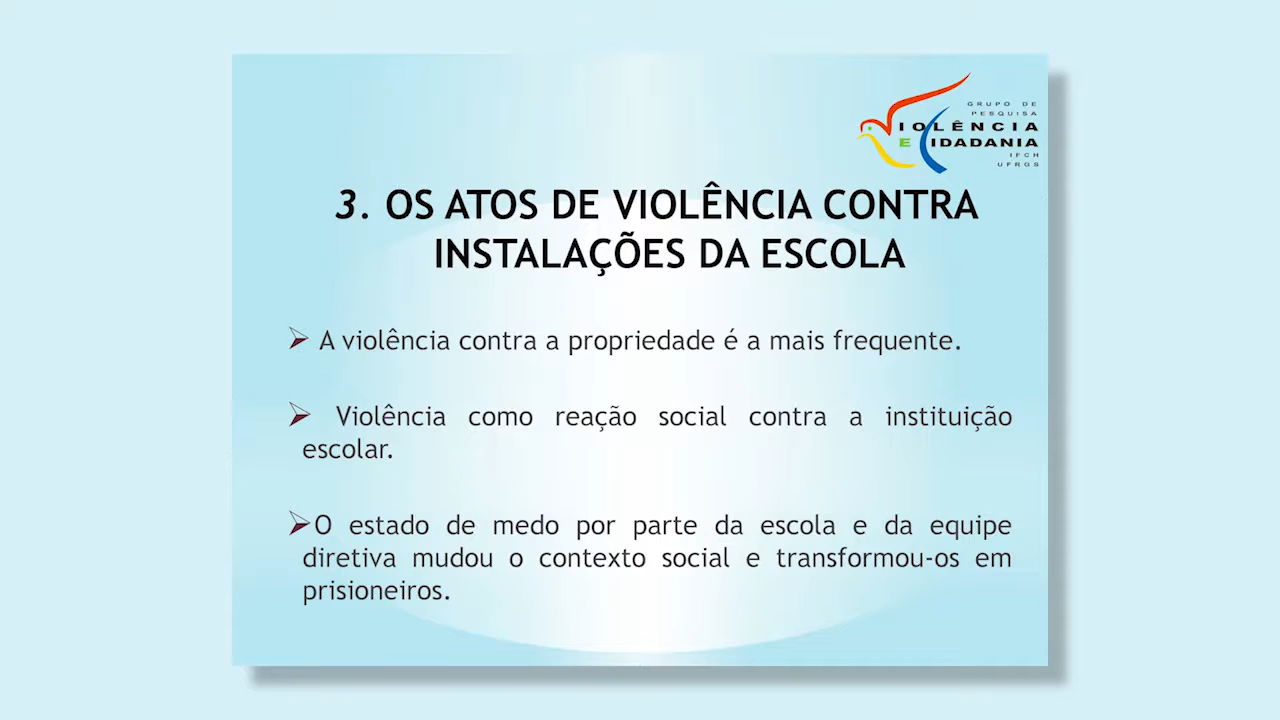 GRUPO DE
PESQUISA
VIOLÊNCIA
E CIDADANIA
IFCH
UFRGS
3. OS ATOS DE VIOLÊNCIA CONTRA
INSTALAÇÕES DA ESCOLA
A violência contra a propriedade é a mais frequente.
Violência como reação social contra a instituição
escolar.
O estado de medo por parte da escola e da equipe
diretiva mudou o contexto social e transformou-os em
prisioneiros.